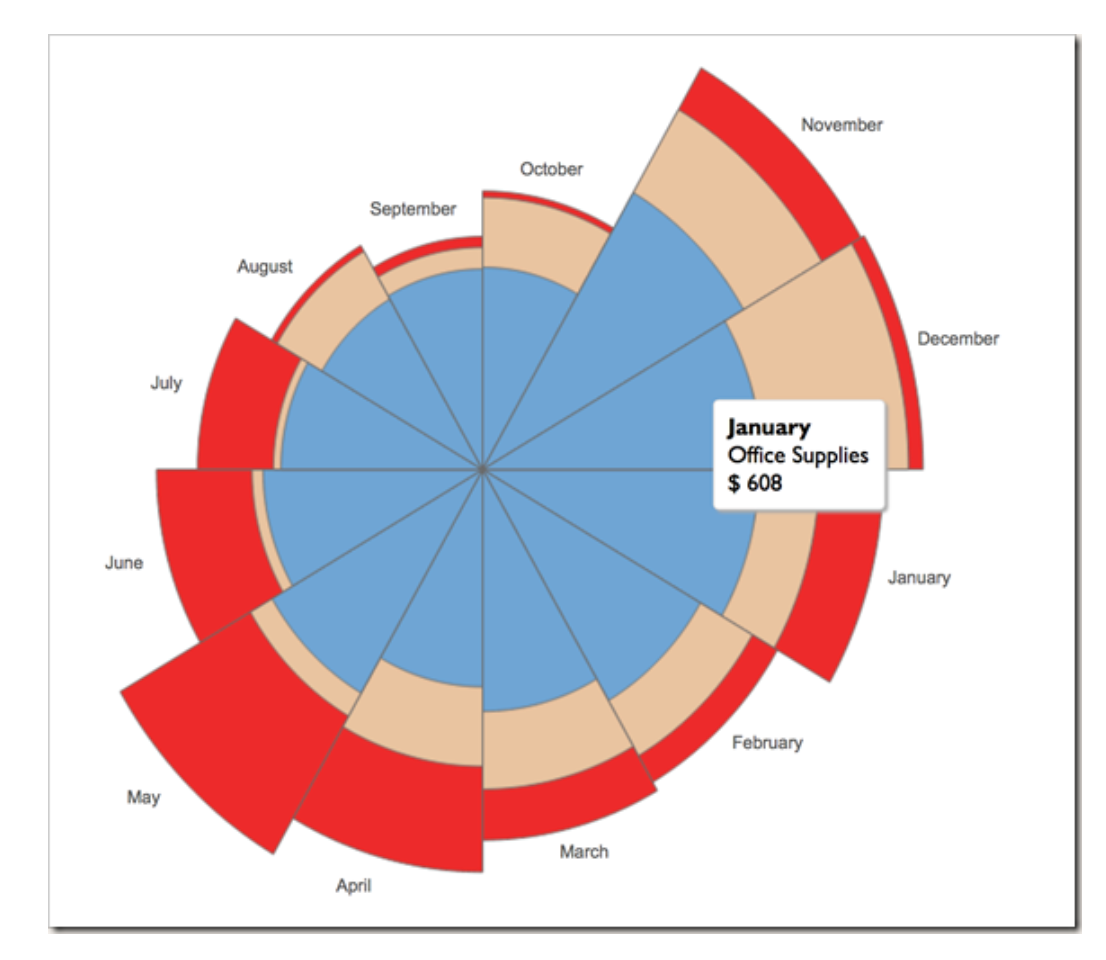 November
October
September
August
December
July
January
Office Supplies
$ 608
June
January
February
May
March
April